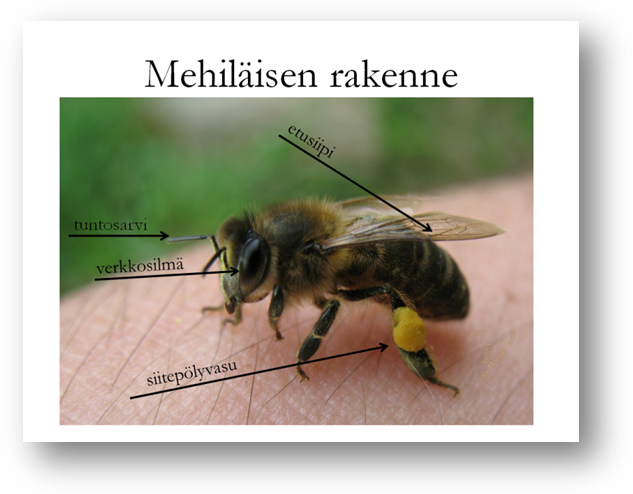 Mehiläisen rakenne
etusiipi
tuntosarvi
verkkosilmä
siitepölyvasu